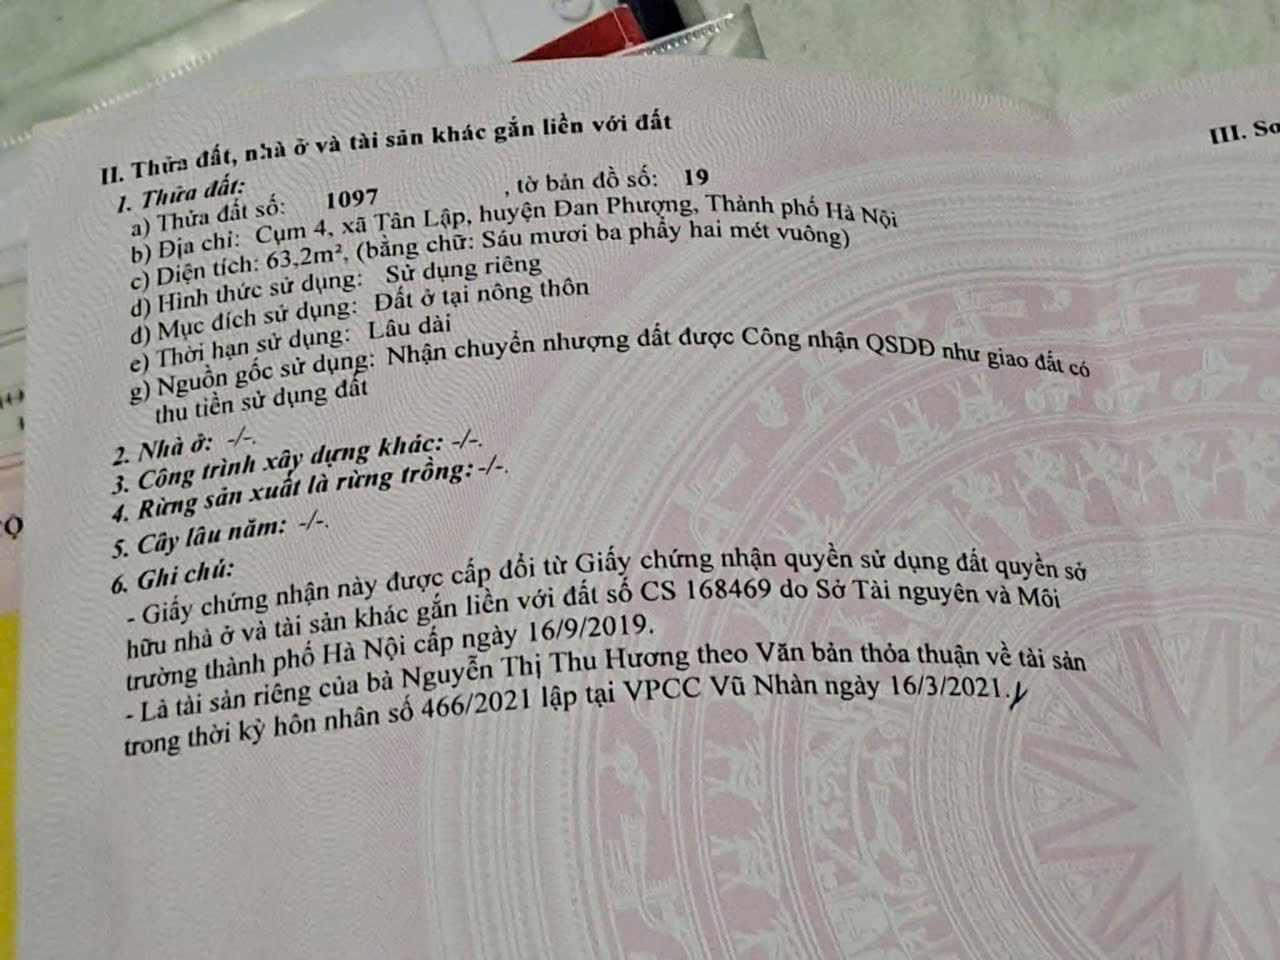 II. Thửa đất, nhà ở và tài sản khác gắn liền với đất
1. Thửa đất:
a) Thửa đất số: 1097 , tờ bản đồ số: 19
b) Địa chỉ: Cụm 4, xã Tân Lập, huyện Đan Phượng, Thành phố Hà Nội
c) Diện tích: 63,2m², (bằng chữ: Sáu mươi ba phẩy hai mét vuông)
d) Hình thức sử dụng: Sử dụng riêng
đ) Mục đích sử dụng: Đất ở tại nông thôn
e) Thời hạn sử dụng: Lâu dài
g) Nguồn gốc sử dụng: Nhận chuyển nhượng đất được Công nhận QSDĐ như giao đất có
thu tiền sử dụng đất
2. Nhà ở: -/-.
3. Công trình xây dựng khác: -/-.
4. Rừng sản xuất là rừng trồng: -/-.
5. Cây lâu năm: -/-.
6. Ghi chú:
- Giấy chứng nhận này được cấp đổi từ Giấy chứng nhận quyền sử dụng đất quyền sở
hữu nhà ở và tài sản khác gắn liền với đất số CS 168469 do Sở Tài nguyên và Môi
trường thành phố Hà Nội cấp ngày 16/9/2019.
- Là tài sản riêng của bà Nguyễn Thị Thu Hương theo Văn bản thỏa thuận về tài sản
trong thời kỳ hôn nhân số 466/2021 lập tại VPCC Vũ Nhàn ngày 16/3/2021.
III. Sơ